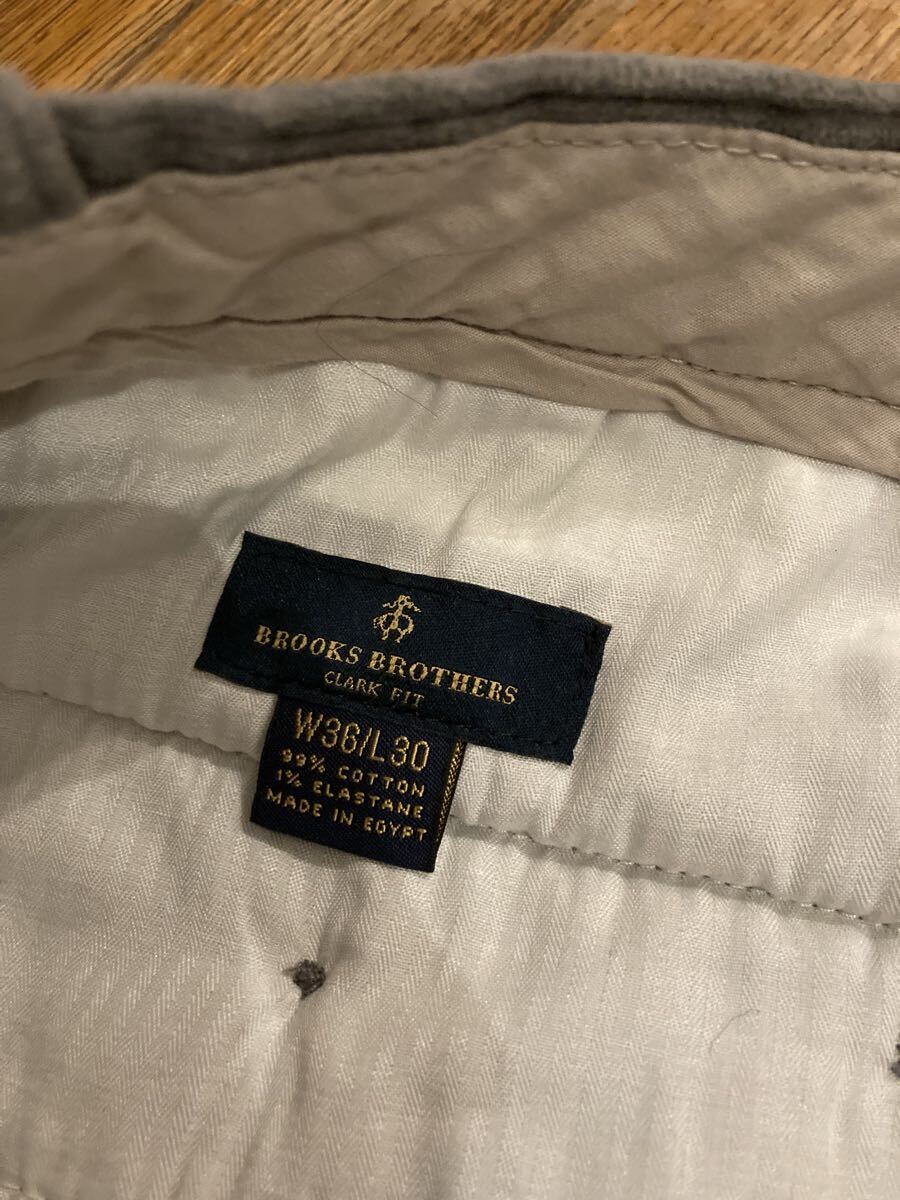 BROOKS BROTHERS
CLARK FIT
W36/L30
99% COTTON
1% ELASTANE
MADE IN EGYPT